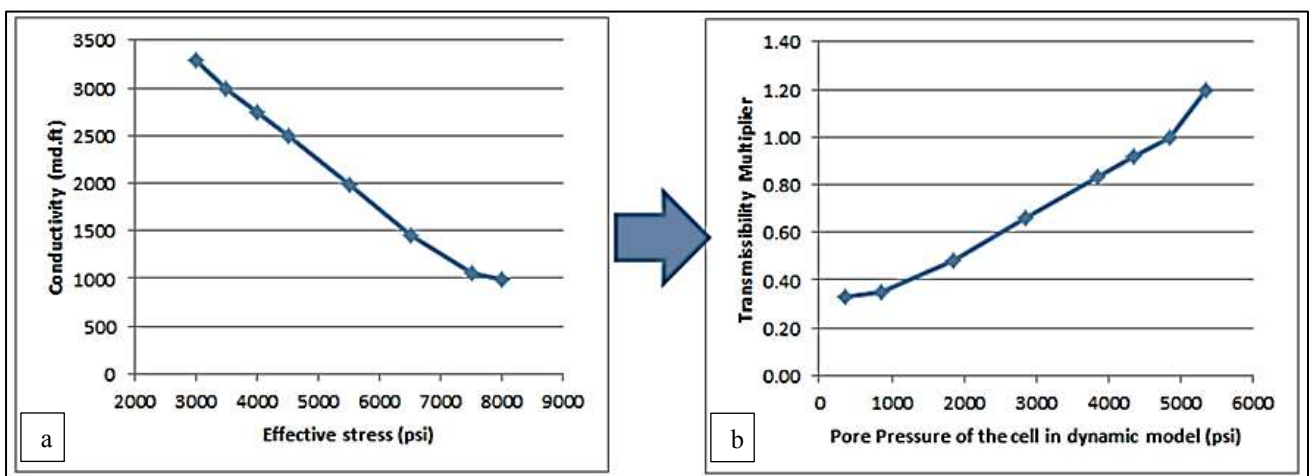 3500
3000
2500
2000
1500
1000
500
0
Conductivity (md.ft)
2000 3000 4000 5000 6000 7000 8000 9000
Effective stress (psi)
a
1.40
1.20
1.00
0.80
0.60
0.40
0.20
0.00
Transmissibility Multiplier
0 1000 2000 3000 4000 5000 6000
Pore Pressure of the cell in dynamic model (psi)
b